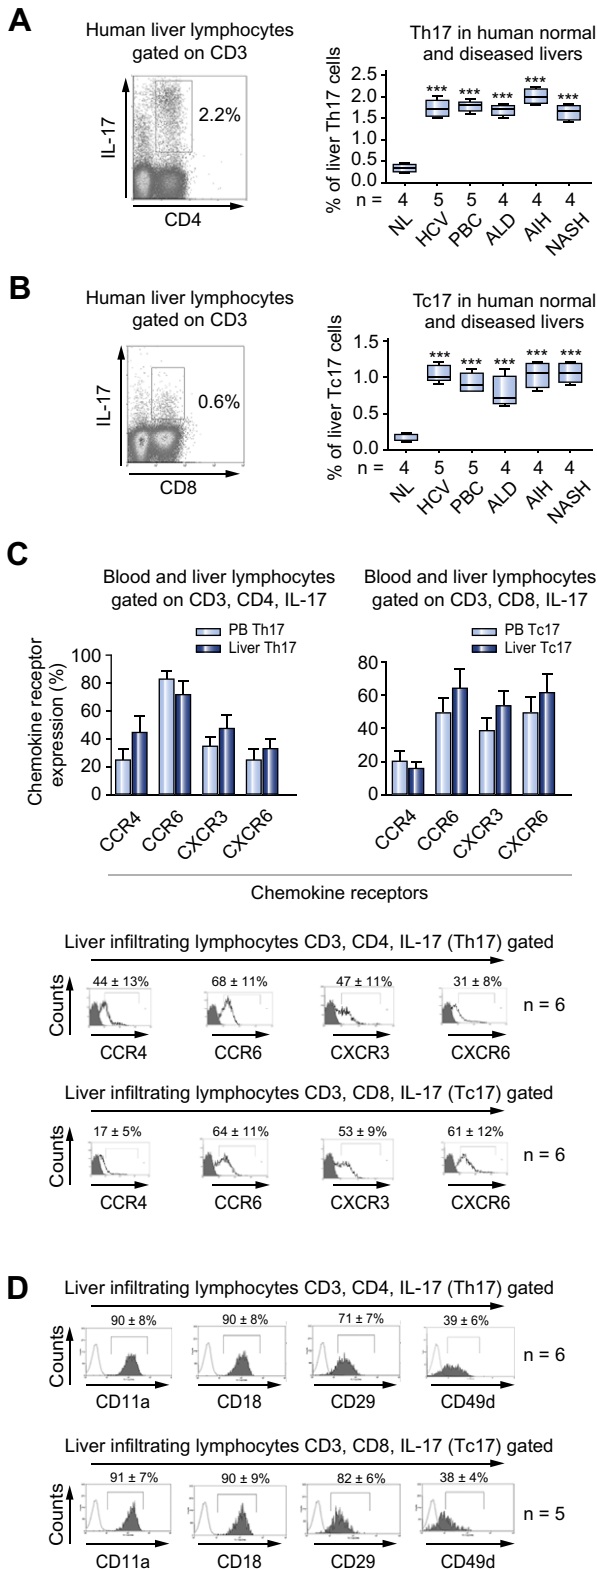 A
Human liver lymphocytes
gated on CD3
IL-17
2.2%
CD4
Th17 in human normal
and diseased livers
% of liver Th17 cells
2.5
2.0
1.5
1.0
0.5
0.0
***
***
***
***
***
n = 4 5 5 4 4 4
NL HCV PBC ALD AIH NASH
B
Human liver lymphocytes
gated on CD3
IL-17
0.6%
CD8
Tc17 in human normal
and diseased livers
% of liver Tc17 cells
1.5
1.0
0.5
0.0
***
***
***
***
***
n = 4 5 5 4 4 4
NL HCV PBC ALD AIH NASH
C
Blood and liver lymphocytes
gated on CD3, CD4, IL-17
PB Th17
Liver Th17
Chemokine receptor
expression (%)
100
80
60
40
20
0
CCR4 CCR6 CXCR3 CXCR6
Blood and liver lymphocytes
gated on CD3, CD8, IL-17
PB Tc17
Liver Tc17
80
60
40
20
0
CCR4 CCR6 CXCR3 CXCR6
Chemokine receptors
Liver infiltrating lymphocytes CD3, CD4, IL-17 (Th17) gated
Counts
44 ± 13% 68 ± 11% 47 ± 11% 31 ± 8%
n = 6
CCR4 CCR6 CXCR3 CXCR6
Liver infiltrating lymphocytes CD3, CD8, IL-17 (Tc17) gated
Counts
17 ± 5% 64 ± 11% 53 ± 9% 61 ± 12%
n = 6
CCR4 CCR6 CXCR3 CXCR6
D
Liver infiltrating lymphocytes CD3, CD4, IL-17 (Th17) gated
Counts
90 ± 8% 90 ± 8% 71 ± 7% 39 ± 6%
n = 6
CD11a CD18 CD29 CD49d
Liver infiltrating lymphocytes CD3, CD8, IL-17 (Tc17) gated
Counts
91 ± 7% 90 ± 9% 82 ± 6% 38 ± 4%
n = 5
CD11a CD18 CD29 CD49d